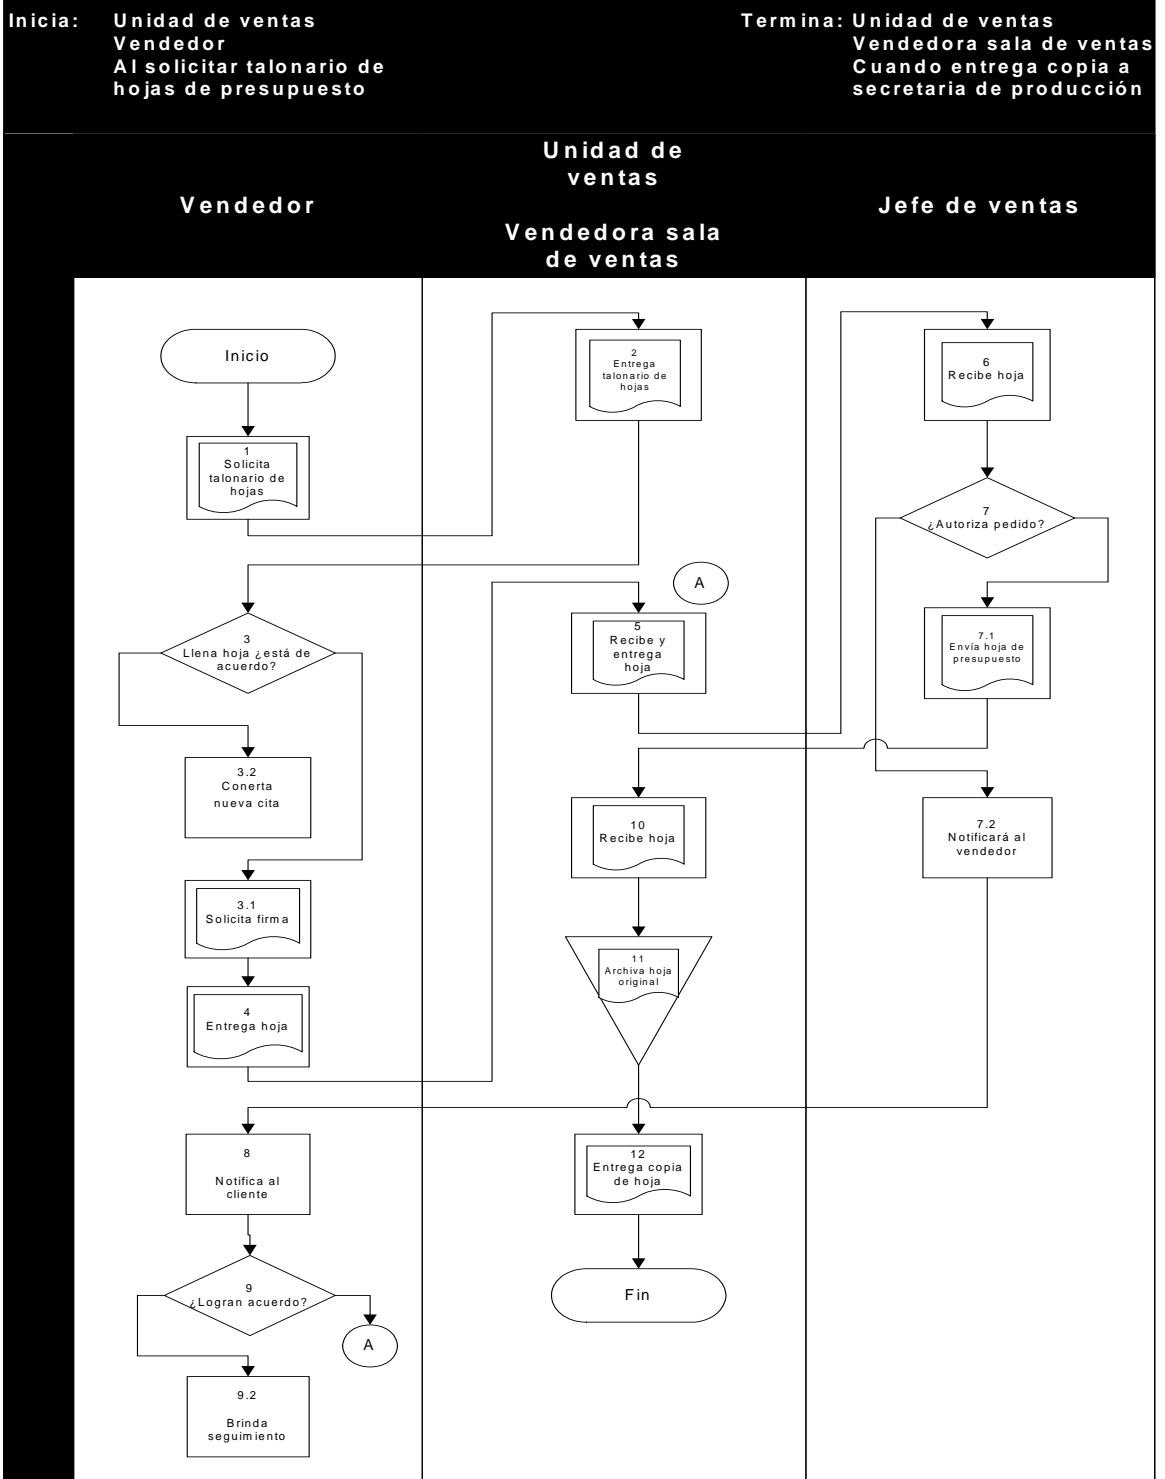 Inicia: Unidad de ventas
Vendedor
Al solicitar talonario de
hojas de presupuesto
Termina: Unidad de ventas
Vendedora sala de ventas
Cuando entrega copia a
secretaria de producción
Vendedor
Unidad de
ventas
Vendedora sala
de ventas
Jefe de ventas
Inicio
1
Solicita
talonario de
hojas
2
Entrega
talonario de
hojas
3
Llena hoja ¿está de
acuerdo?
3.2
Conerta
nueva cita
3.1
Solicita firma
4
Entrega hoja
A
5
Recibe y
entrega
hoja
6
Recibe hoja
7
¿Autoriza pedido?
7.1
Envía hoja de
presupuesto
7.2
Notificará al
vendedor
8
Notifica al
cliente
9
¿Logran acuerdo?
A
9.2
Brinda
seguimiento
10
Recibe hoja
11
Archiva hoja
original
12
Entrega copia
de hoja
Fin